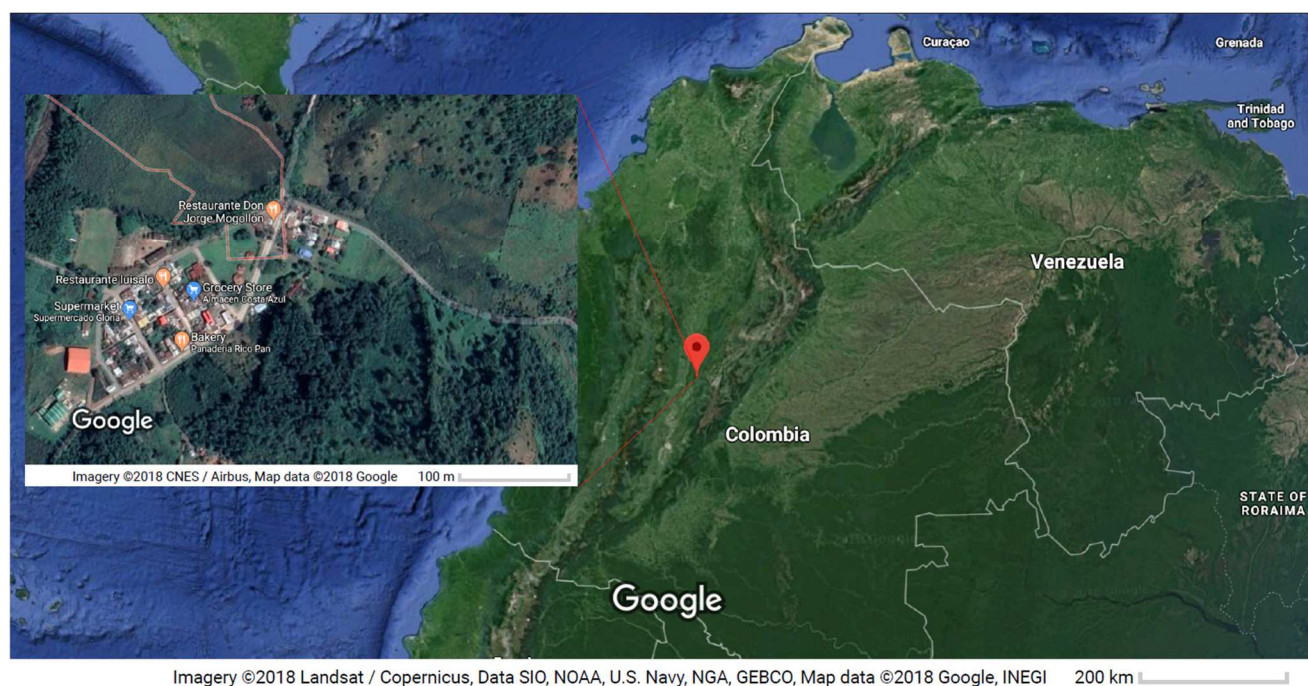 Curaçao
Grenada
Trinidad
and Tobago
Venezuela
Colombia
STATE OF
RORAIMA
Restaurante Don
Jorge Mogollón
Restaurante luisalo
Grocery Store
Almacen Costa Azul
Supermarket
Supermercado Gloria
Bakery
Panaderia Rico Pan
Google
Imagery ©2018 CNES / Airbus, Map data ©2018 Google 100 m
Google
Imagery ©2018 Landsat / Copernicus, Data SIO, NOAA, U.S. Navy, NGA, GEBCO, Map data ©2018 Google, INEGI 200 km